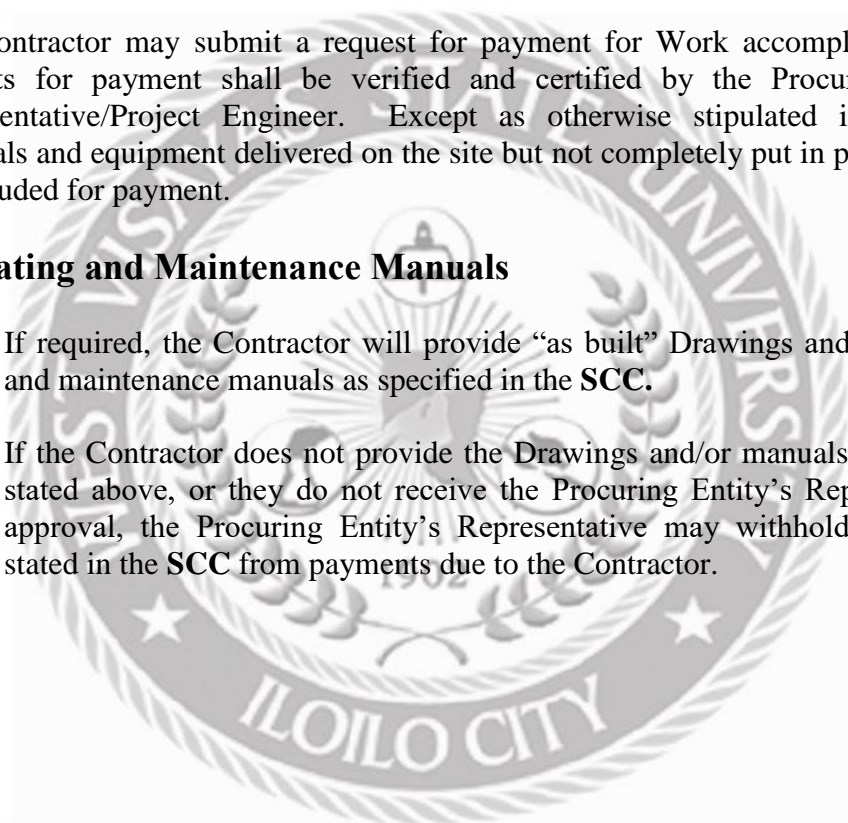 ontractor may submit a request for payment for Work accompl
ts for payment shall be verified and certified by the Procur
entative/Project Engineer. Except as otherwise stipulated i
als and equipment delivered on the site but not completely put in p
uded for payment.
ating and Maintenance Manuals
If required, the Contractor will provide “as built” Drawings and
and maintenance manuals as specified in the SCC.
If the Contractor does not provide the Drawings and/or manuals
stated above, or they do not receive the Procuring Entity’s Rep
approval, the Procuring Entity’s Representative may withhold
stated in the SCC from payments due to the Contractor.
WEST VISAYAS STATE UNIVERSITY
1902
ILOILO CITY